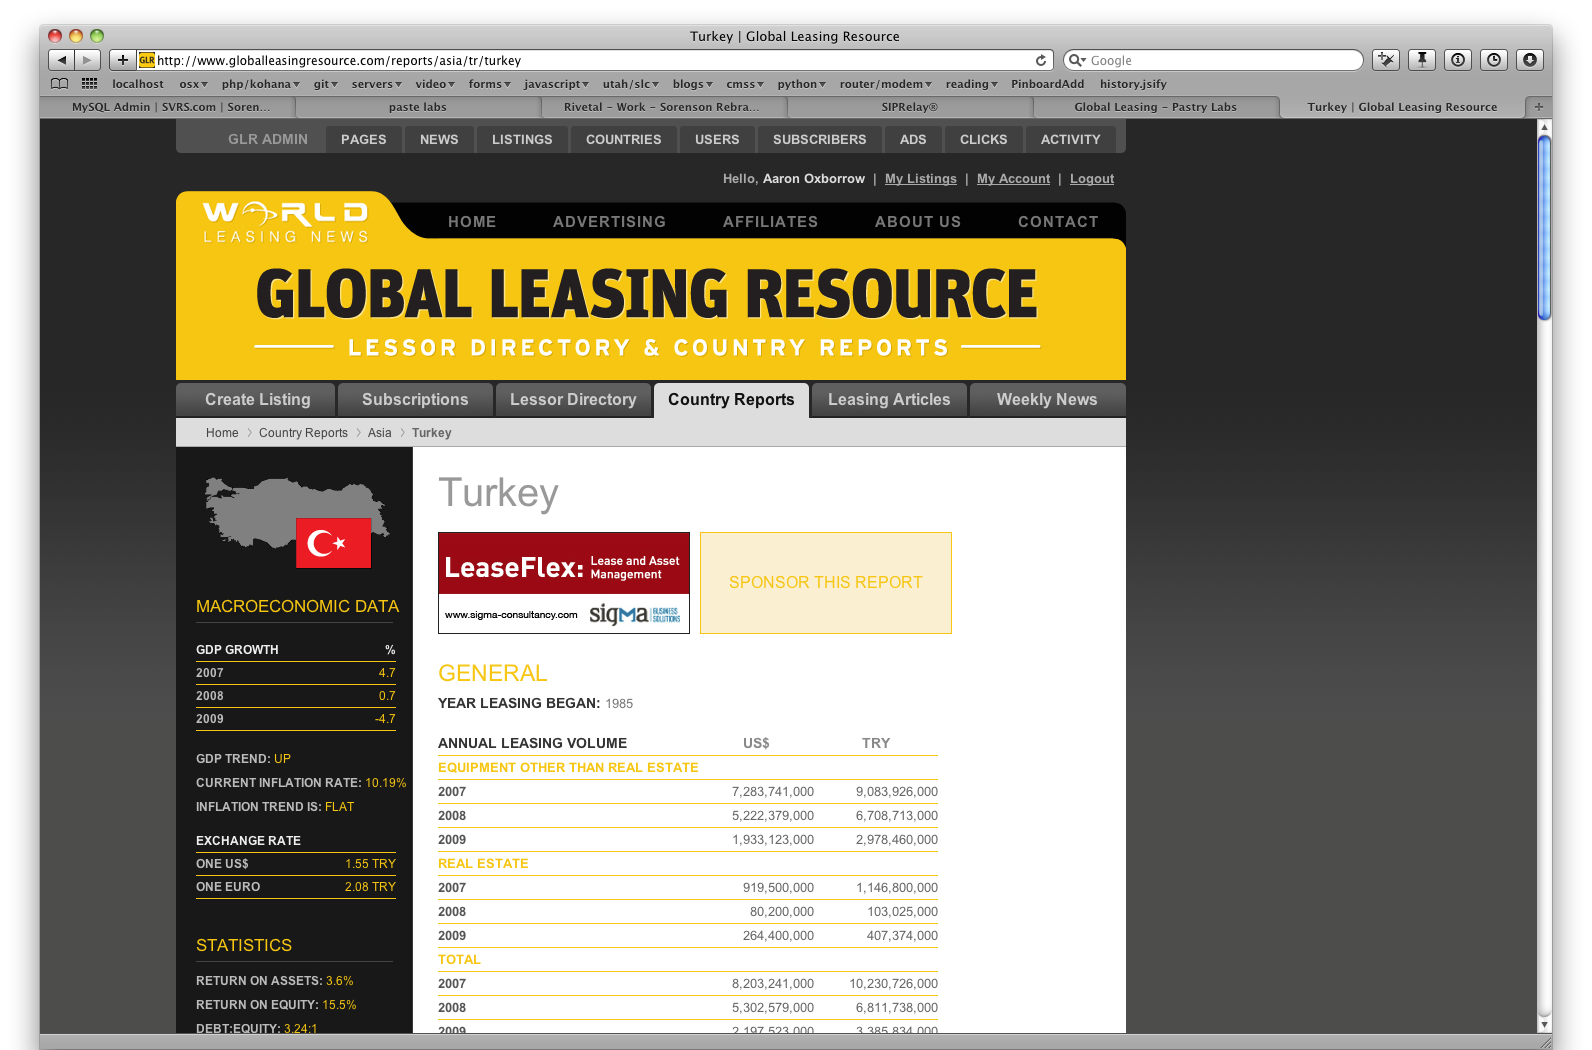 Turkey | Global Leasing Resource
GLR http://www.globalleasingresource.com/reports/asia/tr/turkey
Google
localhost osx php/kohana git servers video forms javascript utah/slc blogs cmss python router/modem reading PinboardAdd history.jsify
MySQL Admin | SVRS.com | Soren... paste labs Rivetal – Work – Sorenson Rebra... SIPRelay® Global Leasing – Pastry Labs Turkey | Global Leasing Resource
GLR ADMIN PAGES NEWS LISTINGS COUNTRIES USERS SUBSCRIBERS ADS CLICKS ACTIVITY
Hello, Aaron Oxborrow | My Listings | My Account | Logout
WORLD
LEASING NEWS
HOME ADVERTISING AFFILIATES ABOUT US CONTACT
GLOBAL LEASING RESOURCE
LESSOR DIRECTORY & COUNTRY REPORTS
Create Listing Subscriptions Lessor Directory Country Reports Leasing Articles Weekly News
Home Country Reports Asia Turkey
MACROECONOMIC DATA
GDP GROWTH %
2007 4.7
2008 0.7
2009 -4.7
GDP TREND: UP
CURRENT INFLATION RATE: 10.19%
INFLATION TREND IS: FLAT
EXCHANGE RATE
ONE US$ 1.55 TRY
ONE EURO 2.08 TRY
STATISTICS
RETURN ON ASSETS: 3.6%
RETURN ON EQUITY: 15.5%
DEBT:EQUITY: 3.24:1
Turkey
LeaseFlex: Lease and Asset
Management
www.sigma-consultancy.com sigma BUSINESS
SOLUTIONS
SPONSOR THIS REPORT
GENERAL
YEAR LEASING BEGAN: 1985
ANNUAL LEASING VOLUME US$ TRY
EQUIPMENT OTHER THAN REAL ESTATE
2007 7,283,741,000 9,083,926,000
2008 5,222,379,000 6,708,713,000
2009 1,933,123,000 2,978,460,000
REAL ESTATE
2007 919,500,000 1,146,800,000
2008 80,200,000 103,025,000
2009 264,400,000 407,374,000
TOTAL
2007 8,203,241,000 10,230,726,000
2008 5,302,579,000 6,811,738,000
2009 2,197,523,000 3,385,834,000